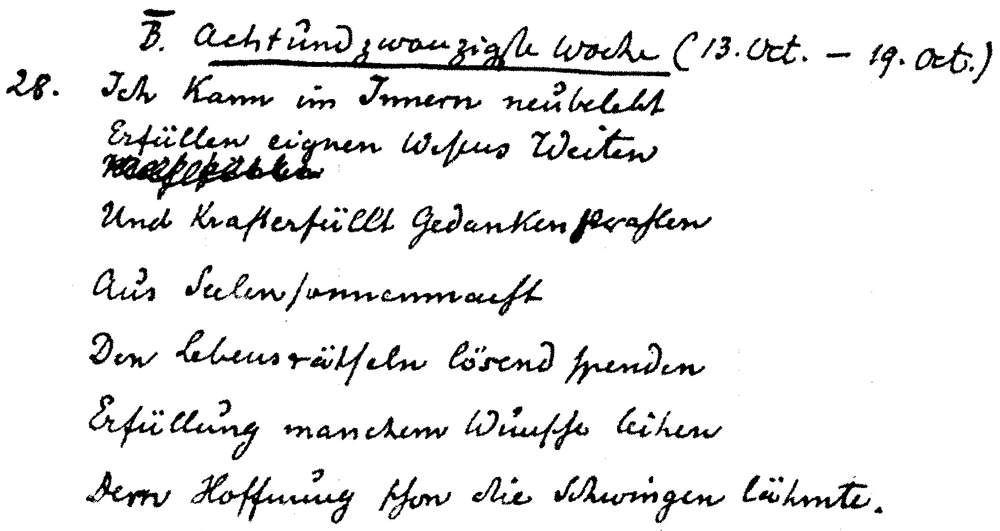 B̅. Achtundzwanzigste Woche (13. Oct. – 19. Oct.)
28. Ich kann im Innern neubelebt
Erfüllen eignen Wesens Weiten
Und krafterfüllt Gedankenstrahlen
Aus Seelensonnenmacht
Den Lebensrätseln lösend spenden
Erfüllung manchem Wunsche leihen
Dem Hoffnung schon die Schwingen lähmte.